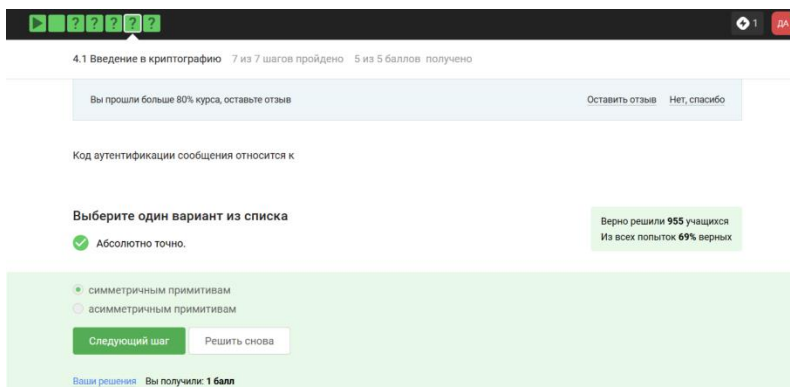 ? ? ? ? ?
1
ДА
4.1 Введение в криптографию 7 из 7 шагов пройдено 5 из 5 баллов получено
Вы прошли больше 80% курса, оставьте отзыв
Оставить отзыв Нет, спасибо
Код аутентификации сообщения относится к
Выберите один вариант из списка
Абсолютно точно.
Верно решили 955 учащихся
Из всех попыток 69% верных
симметричным примитивам
асимметричным примитивам
Следующий шаг Решить снова
Ваши решения Вы получили: 1 балл